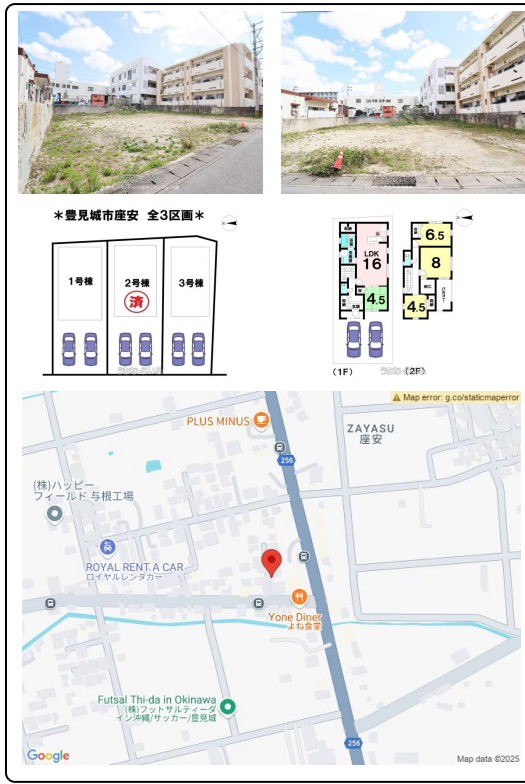 *豊見城市座安 全3区画*
1号棟
2号棟
済
3号棟
LDK
16
4.5
(1F)
6.5
8
W/C
バルコニー
4.5
(2F)
Map error: g.co/staticmaperror
PLUS MINUS
ZAYASU
座安
256
(株)ハッピー
フィールド 与根工場
ROYAL RENT A CAR
ロイヤルレンタカー
Yone Diner
よね食堂
Futsal Thi-da in Okinawa
(株)フットサルティーダ
イン沖縄/サッカー/豊見城
256
Google
Map data ©2025